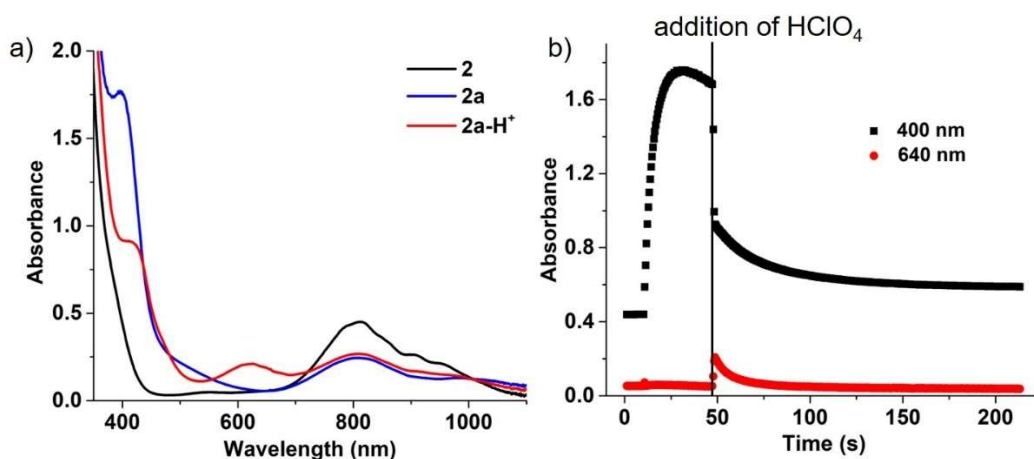 a)
2.0
1.5
1.0
0.5
0.0
Absorbance
400 600 800 1000
Wavelength (nm)
2
2a
2a-H⁺
b)
addition of HClO₄
1.6
1.2
0.8
0.4
0.0
Absorbance
0 50 100 150 200
Time (s)
400 nm
640 nm